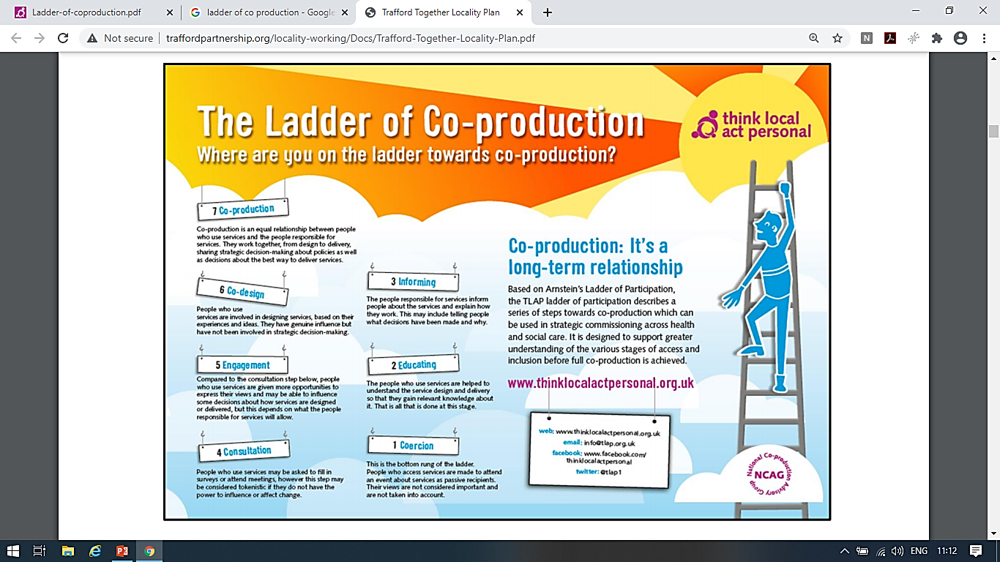 Ladder-of-coproduction.pdf
ladder of co production - Google
Trafford Together Locality Plan
Not secure
traffordpartnership.org/locality-working/Docs/Trafford-Together-Locality-Plan.pdf
The Ladder of Co-production
Where are you on the ladder towards co-production?
think local
act personal
7 Co-production
Co-production is an equal relationship between people
who use services and the people responsible for
services. They work together, from design to delivery,
sharing strategic decision-making about policies as well
as decisions about the best way to deliver services.
6 Co-design
People who use
services are involved in designing services, based on their
experiences and ideas. They have genuine influence but
have not been involved in strategic decision-making.
5 Engagement
Compared to the consultation step below, people
who use services are given more opportunities to
express their views and may be able to influence
some decisions about how services are designed
or delivered, but this depends on what the people
responsible for services will allow.
4 Consultation
People who use services may be asked to fill in
surveys or attend meetings, however this step may
be considered tokenistic if they do not have the
power to influence or affect change.
3 Informing
The people responsible for services inform
people about the services and explain how
they work. This may include telling people
what decisions have been made and why.
2 Educating
The people who use services are helped to
understand the service design and delivery
so that they gain relevant knowledge about
it. That is all that is done at this stage.
1 Coercion
This is the bottom rung of the ladder.
People who access services are made to attend
an event about services as passive recipients.
Their views are not considered important and
are not taken into account.
Co-production: It's a
long-term relationship
Based on Arnstein's Ladder of Participation,
the TLAP ladder of participation describes a
series of steps towards co-production which can
be used in strategic commissioning across health
and social care. It is designed to support greater
understanding of the various stages of access and
inclusion before full co-production is achieved.
www.thinklocalactpersonal.org.uk
web: www.thinklocalactpersonal.org.uk
email: info@tlap.org.uk
facebook: www.facebook.com/
thinklocalactpersonal
twitter: @tlap1
National Co-production Advisory Group
NCAG
ENG
11:12